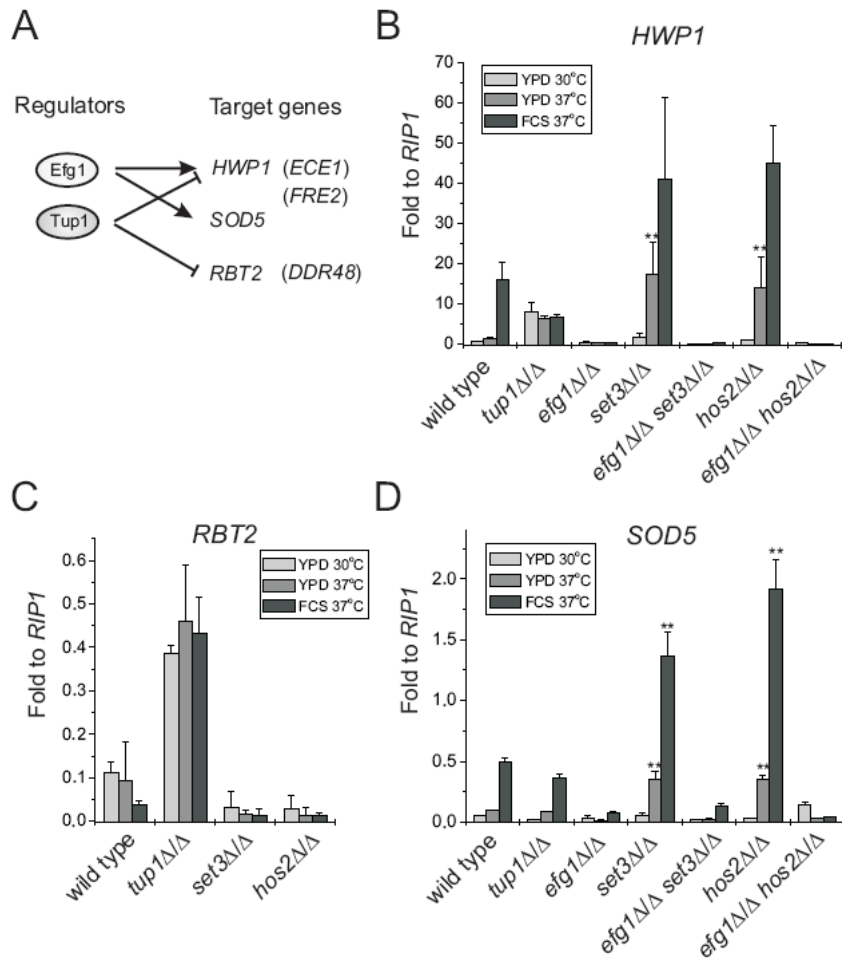 A
Regulators Target genes
Efg1
Tup1
HWP1 (ECE1)
(FRE2)
SOD5
RBT2 (DDR48)
B
HWP1
YPD 30°C
YPD 37°C
FCS 37°C
Fold to RIP1
70
60
50
40
30
20
10
0
**
**
wild type
tup1Δ/Δ
efg1Δ/Δ
set3Δ/Δ
efg1Δ/Δ set3Δ/Δ
hos2Δ/Δ
efg1Δ/Δ hos2Δ/Δ
C
RBT2
YPD 30°C
YPD 37°C
FCS 37°C
Fold to RIP1
0.6
0.5
0.4
0.3
0.2
0.1
0,0
wild type
tup1Δ/Δ
set3Δ/Δ
hos2Δ/Δ
D
SOD5
YPD 30°C
YPD 37°C
FCS 37°C
Fold to RIP1
2.0
1.5
1.0
0.5
0.0
**
**
**
**
wild type
tup1Δ/Δ
efg1Δ/Δ
set3Δ/Δ
efg1Δ/Δ set3Δ/Δ
hos2Δ/Δ
efg1Δ/Δ hos2Δ/Δ